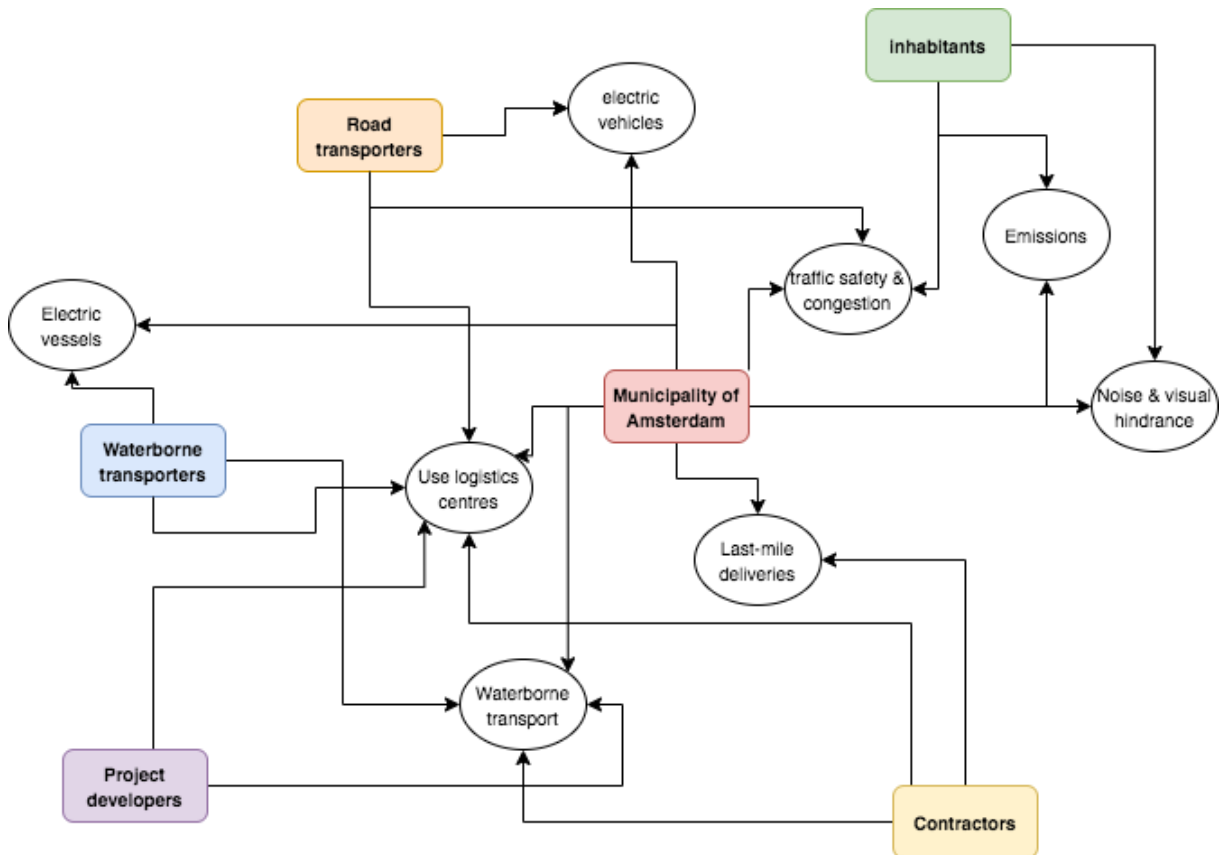 inhabitants
electric
vehicles
Road
transporters
Emissions
traffic safety &
congestion
Electric
vessels
Municipality of
Amsterdam
Noise & visual
hindrance
Waterborne
transporters
Use logistics
centres
Last-mile
deliveries
Waterborne
transport
Project
developers
Contractors